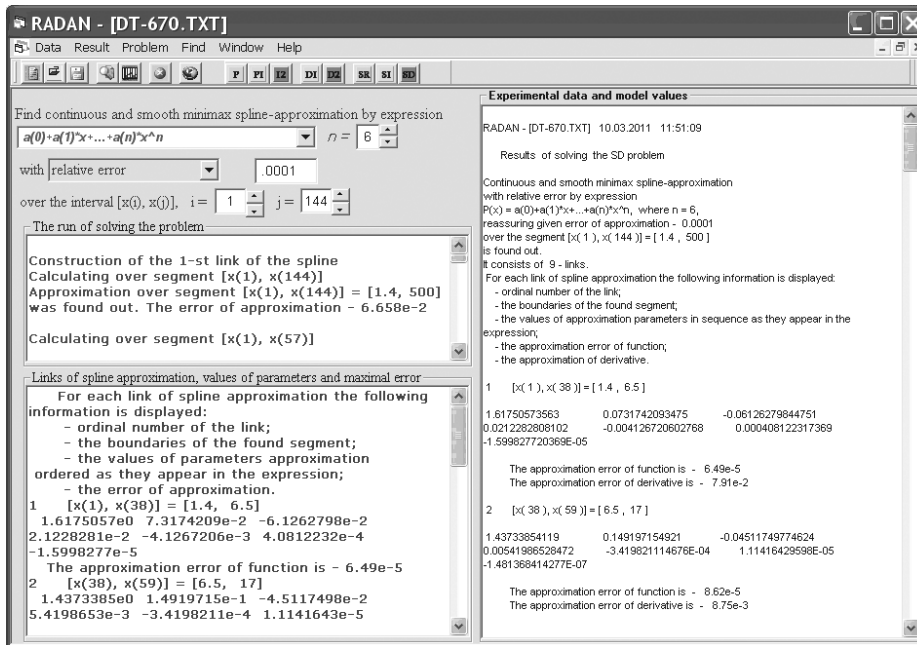 RADAN - [DT-670.TXT]
Data Result Problem Find Window Help
P PI I2 DI D2 SR SI SD
Find continuous and smooth minimax spline-approximation by expression
a(0)+a(1)*x+...+a(n)*x^n n = 6
with relative error .0001
over the interval [x(i), x(j)], i = 1 j = 144
The run of solving the problem
Construction of the 1-st link of the spline
Calculating over segment [x(1), x(144)]
Approximation over segment [x(1), x(144)] = [1.4, 500]
was found out. The error of approximation - 6.658e-2
Calculating over segment [x(1), x(57)]
Links of spline approximation, values of parameters and maximal error
For each link of spline approximation the following
information is displayed:
- ordinal number of the link;
- the boundaries of the found segment;
- the values of parameters approximation
ordered as they appear in the expression;
- the error of approximation.
1 [x(1), x(38)] = [1.4, 6.5]
1.6175057e0 7.3174209e-2 -6.1262798e-2
2.1228281e-2 -4.1267206e-3 4.0812232e-4
-1.5998277e-5
The approximation error of function is - 6.49e-5
2 [x(38), x(59)] = [6.5, 17]
1.4373385e0 1.4919715e-1 -4.5117498e-2
5.4198653e-3 -3.4198211e-4 1.1141643e-5
Experimental data and model values
RADAN - [DT-670.TXT] 10.03.2011 11:51:09
Results of solving the SD problem
Continuous and smooth minimax spline-approximation
with relative error by expression
P(x) = a(0)+a(1)*x+...+a(n)*x^n, where n = 6,
reassuring given error of approximation - 0.0001
over the segment [x( 1 ), x( 144 )] = [ 1.4 , 500 ]
is found out.
It consists of 9 - links.
For each link of spline approximation the following information is displayed:
- ordinal number of the link;
- the boundaries of the found segment;
- the values of approximation parameters in sequence as they appear in the
expression;
- the approximation error of function;
- the approximation of derivative.
1 [x( 1 ), x( 38 )] = [ 1.4 , 6.5 ]
1.61750573563 0.0731742093475 -0.06126279844751
0.0212282808102 -0.004126720602768 0.000408122317369
-1.599827720369E-05
The approximation error of function is - 6.49e-5
The approximation error of derivative is - 7.91e-2
2 [x( 38 ), x( 59 )] = [ 6.5 , 17 ]
1.43733854119 0.149197154921 -0.04511749774624
0.00541986528472 -3.419821114676E-04 1.11416429598E-05
-1.481368414277E-07
The approximation error of function is - 8.62e-5
The approximation error of derivative is - 8.75e-3